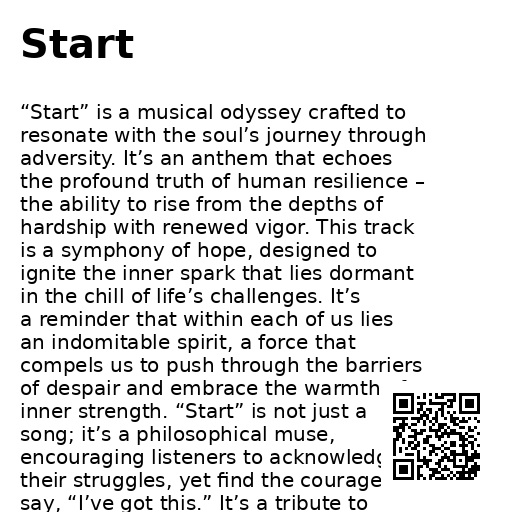 Start
“Start” is a musical odyssey crafted to
resonate with the soul’s journey through
adversity. It’s an anthem that echoes
the profound truth of human resilience –
the ability to rise from the depths of
hardship with renewed vigor. This track
is a symphony of hope, designed to
ignite the inner spark that lies dormant
in the chill of life’s challenges. It’s
a reminder that within each of us lies
an indomitable spirit, a force that
compels us to push through the barriers
of despair and embrace the warmth
inner strength. “Start” is not just a
song; it’s a philosophical muse,
encouraging listeners to
their struggles, yet find the courage
say, “I’ve got this.” It’s a tribute to